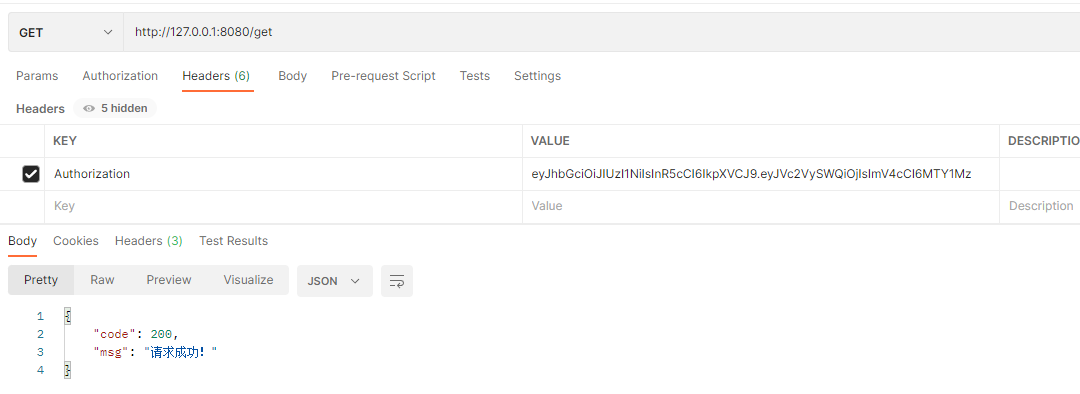 GET http://127.0.0.1:8080/get
Params Authorization Headers (6) Body Pre-request Script Tests Settings
Headers 5 hidden
KEY VALUE DESCRIPTIO
Authorization eyJhbGciOiJIUzI1NiIsInR5cCI6IkpXVCJ9.eyJVc2VySWQiOjIsImV4cCI6MTY1Mz
Key Value Description
Body Cookies Headers (3) Test Results
Pretty Raw Preview Visualize JSON
1 {
2 "code": 200,
3 "msg": "请求成功！"
4 }